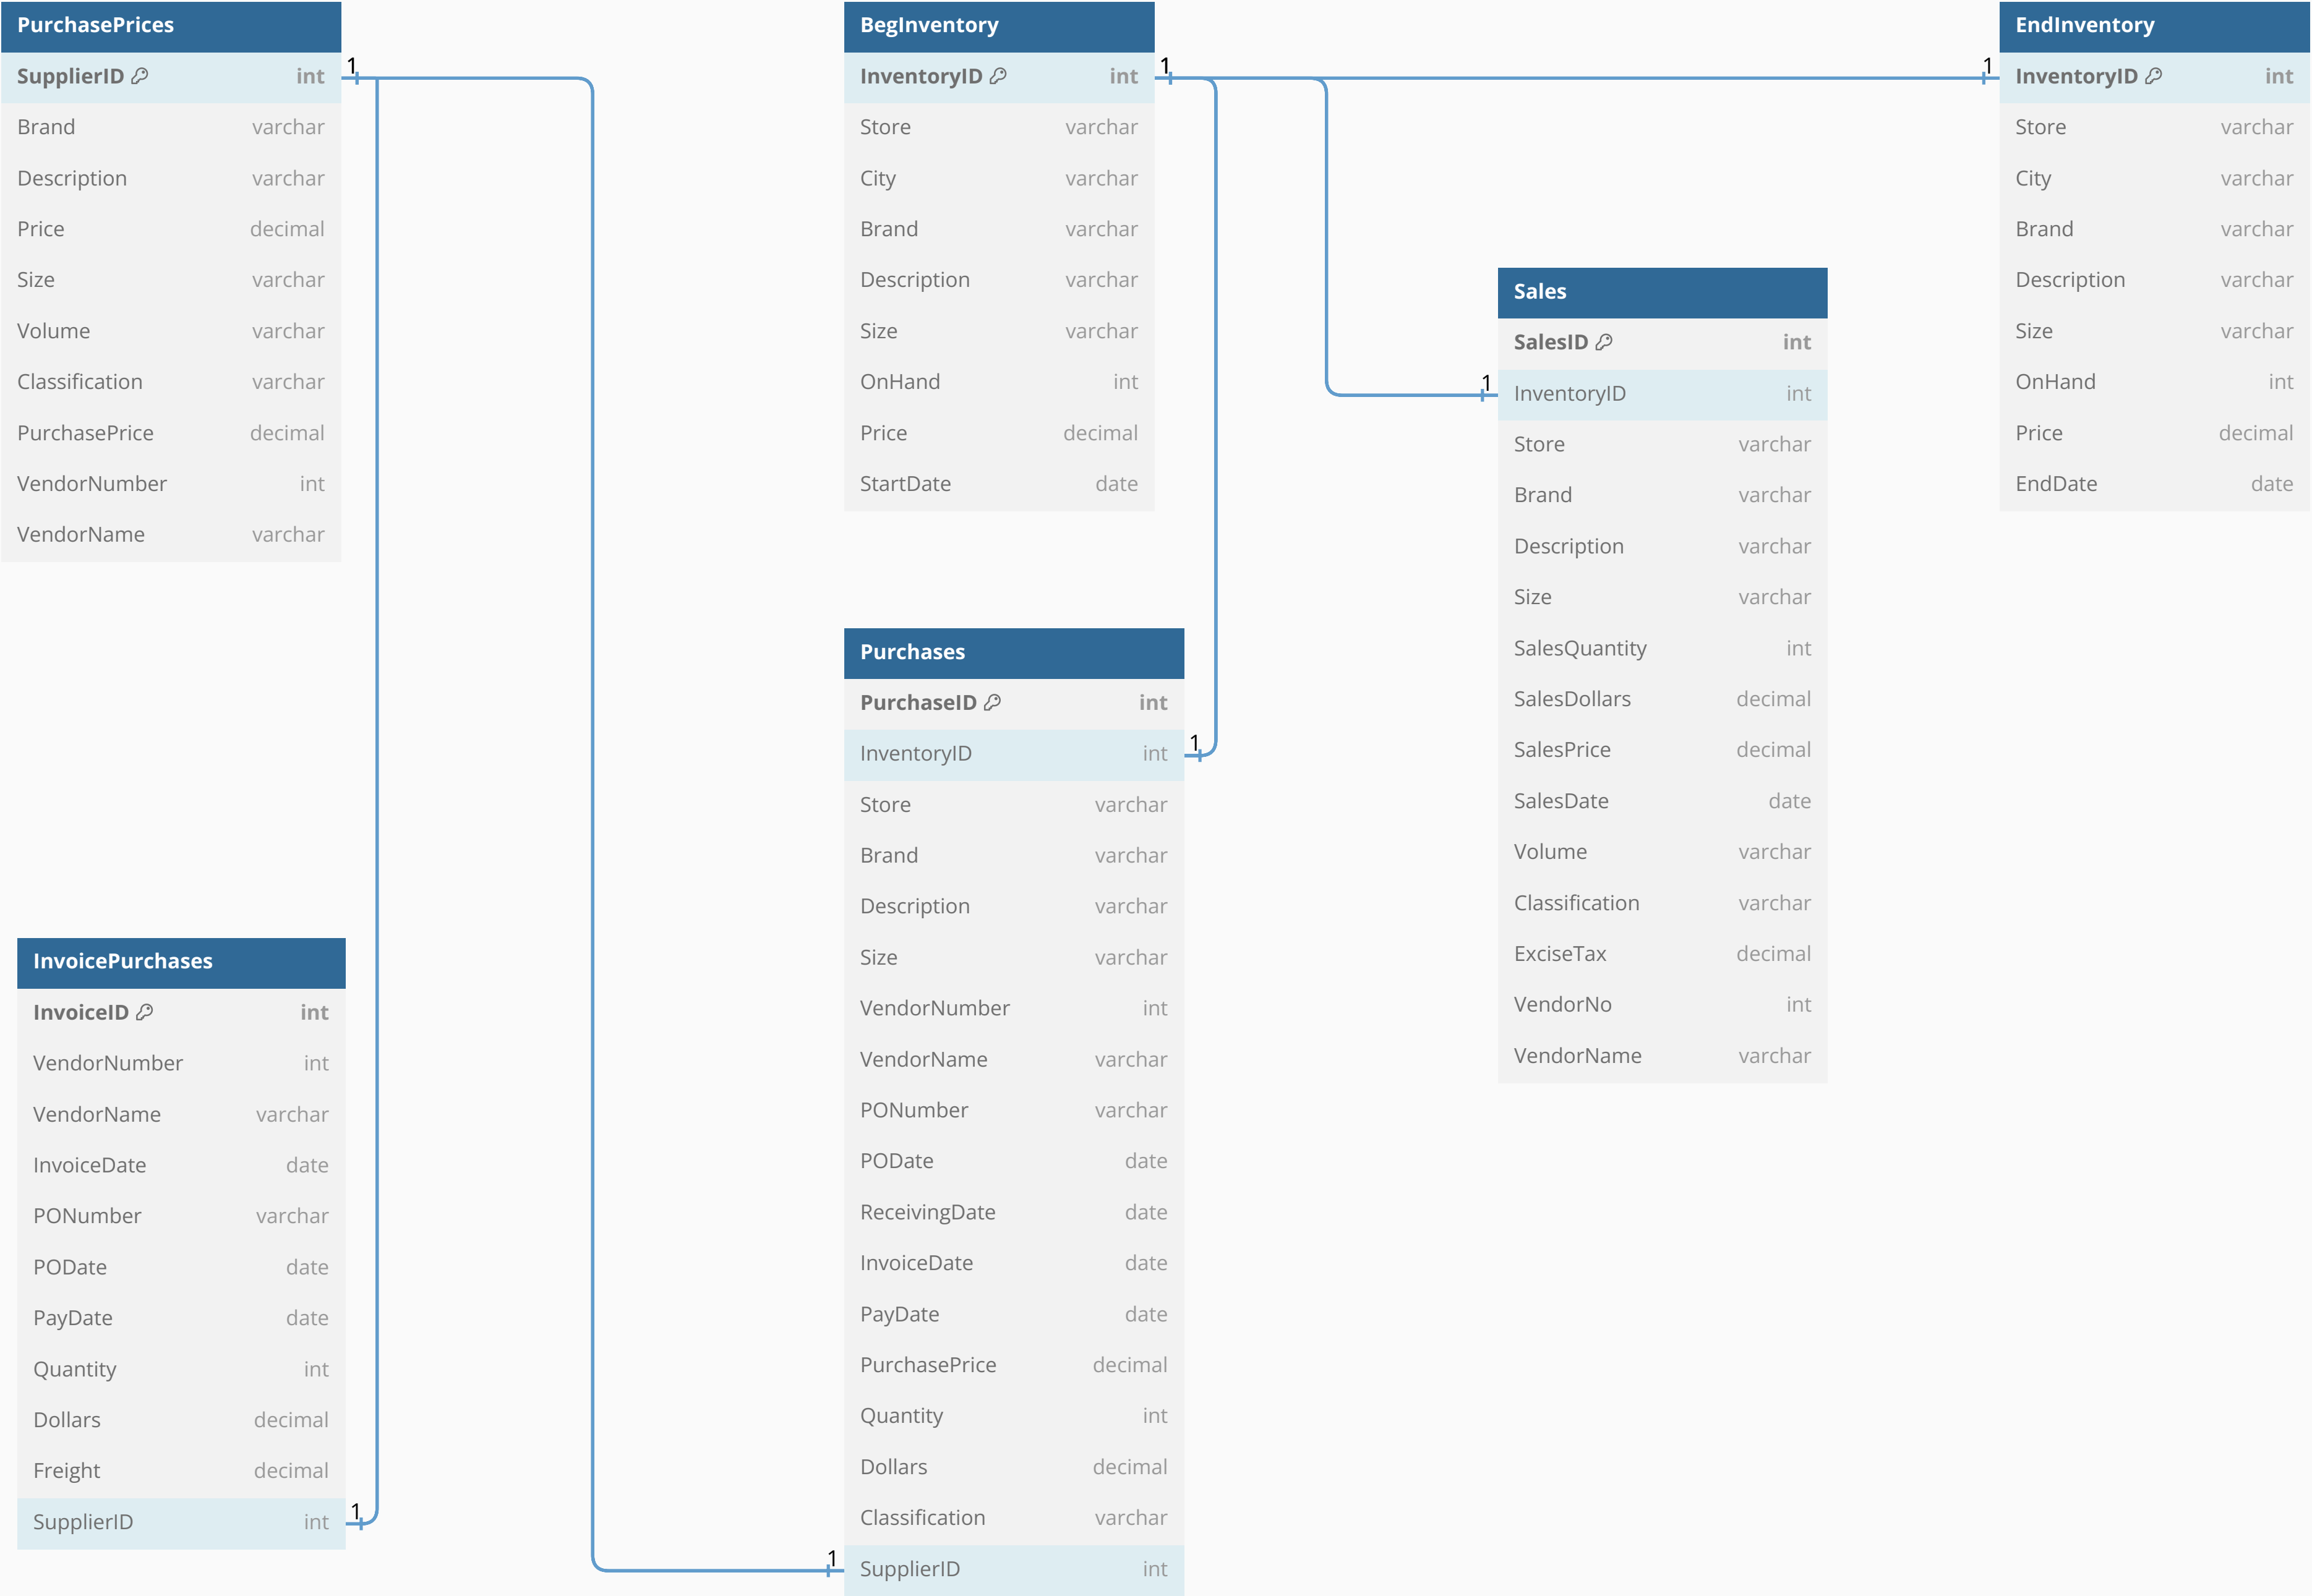 PurchasePrices
SupplierID int
Brand varchar
Description varchar
Price decimal
Size varchar
Volume varchar
Classification varchar
PurchasePrice decimal
VendorNumber int
VendorName varchar
1
BegInventory
InventoryID int
Store varchar
City varchar
Brand varchar
Description varchar
Size varchar
OnHand int
Price decimal
StartDate date
1
EndInventory
1
InventoryID int
Store varchar
City varchar
Brand varchar
Description varchar
Size varchar
OnHand int
Price decimal
EndDate date
Sales
SalesID int
1
InventoryID int
Store varchar
Brand varchar
Description varchar
Size varchar
SalesQuantity int
SalesDollars decimal
SalesPrice decimal
SalesDate date
Volume varchar
Classification varchar
ExciseTax decimal
VendorNo int
VendorName varchar
Purchases
PurchaseID int
InventoryID int
1
Store varchar
Brand varchar
Description varchar
Size varchar
VendorNumber int
VendorName varchar
PONumber varchar
PODate date
ReceivingDate date
InvoiceDate date
PayDate date
PurchasePrice decimal
Quantity int
Dollars decimal
Classification varchar
1
SupplierID int
InvoicePurchases
InvoiceID int
VendorNumber int
VendorName varchar
InvoiceDate date
PONumber varchar
PODate date
PayDate date
Quantity int
Dollars decimal
Freight decimal
SupplierID int
1